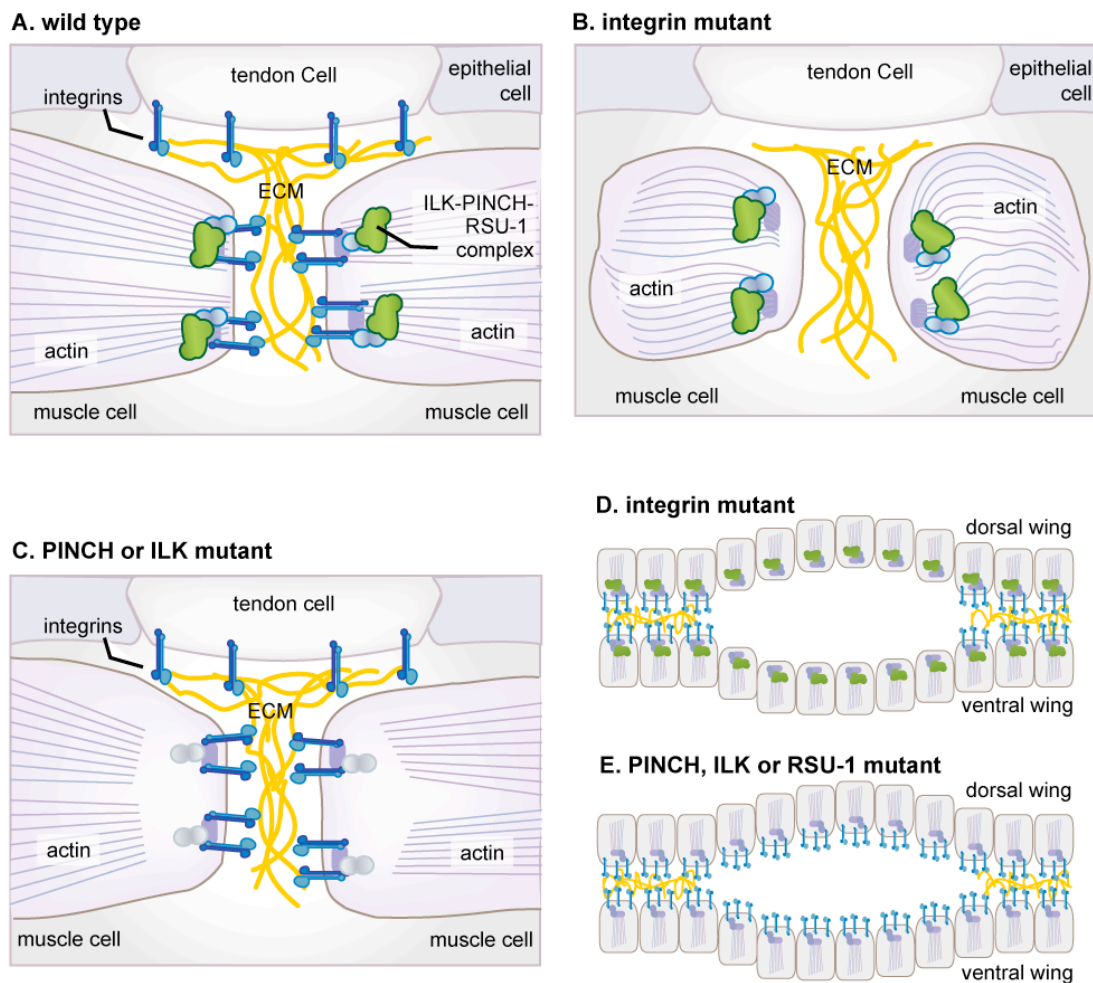 A. wild type
tendon Cell
epithelial
cell
integrins
ECM
ILK-PINCH-
RSU-1
complex
actin
actin
muscle cell
muscle cell
B. integrin mutant
tendon Cell
epithelial
cell
ECM
actin
actin
muscle cell
muscle cell
C. PINCH or ILK mutant
tendon cell
integrins
ECM
actin
actin
muscle cell
muscle cell
D. integrin mutant
dorsal wing
ventral wing
E. PINCH, ILK or RSU-1 mutant
dorsal wing
ventral wing